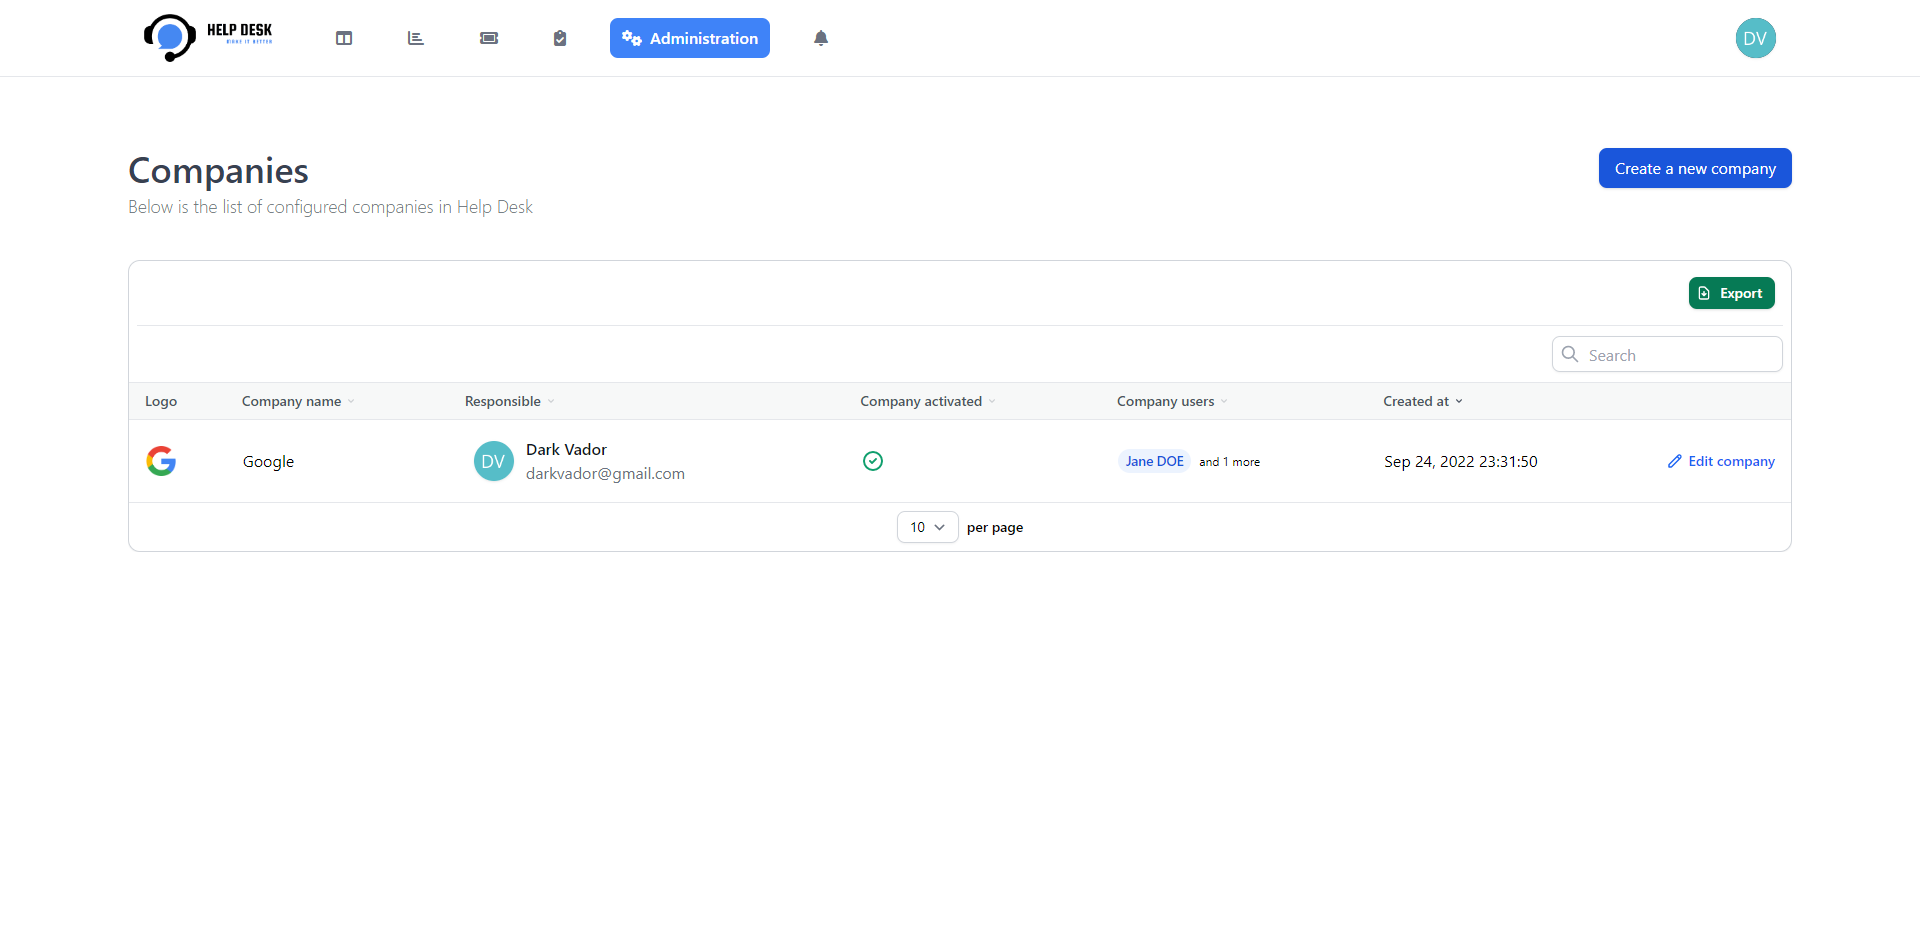 HELP DESK
Administration
DV
Companies
Create a new company
Below is the list of configured companies in Help Desk
Export
Search
Logo Company name Responsible Company activated Company users Created at
Google DV Dark Vador Jane DOE and 1 more Sep 24, 2022 23:31:50 Edit company
darkvador@gmail.com
10 per page